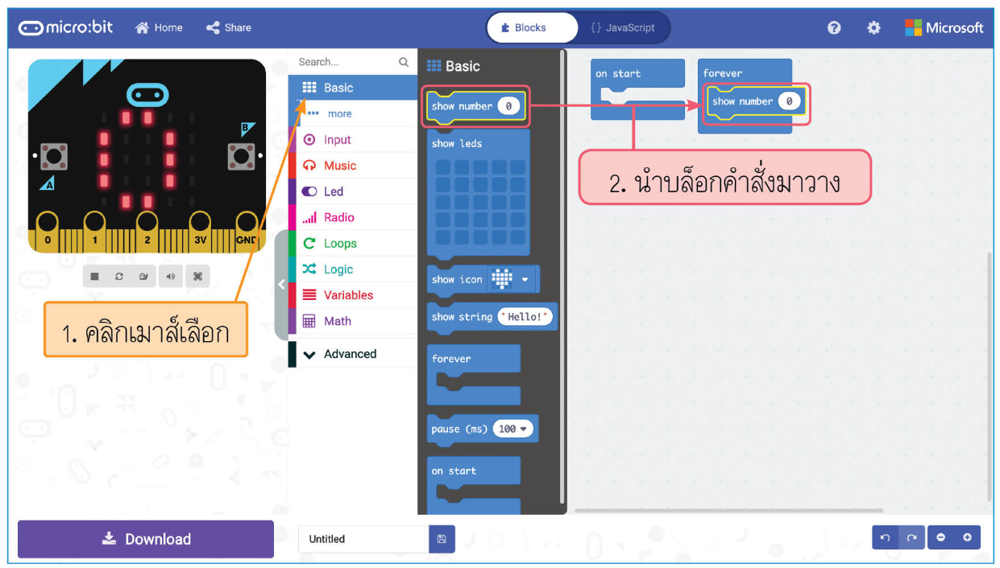 micro:bit Home Share Blocks {} JavaScript ? Microsoft
A
B
0 1 2 3V GND
1. คลิกเมาส์เลือก
Search...
Basic
more
Input
Music
Led
Radio
Loops
Logic
Variables
Math
Advanced
Basic
show number 0
show leds
show icon
show string "Hello!"
forever
pause (ms) 100
on start
on start
forever
show number 0
2. นำบล็อกคำสั่งมาวาง
Download
Untitled